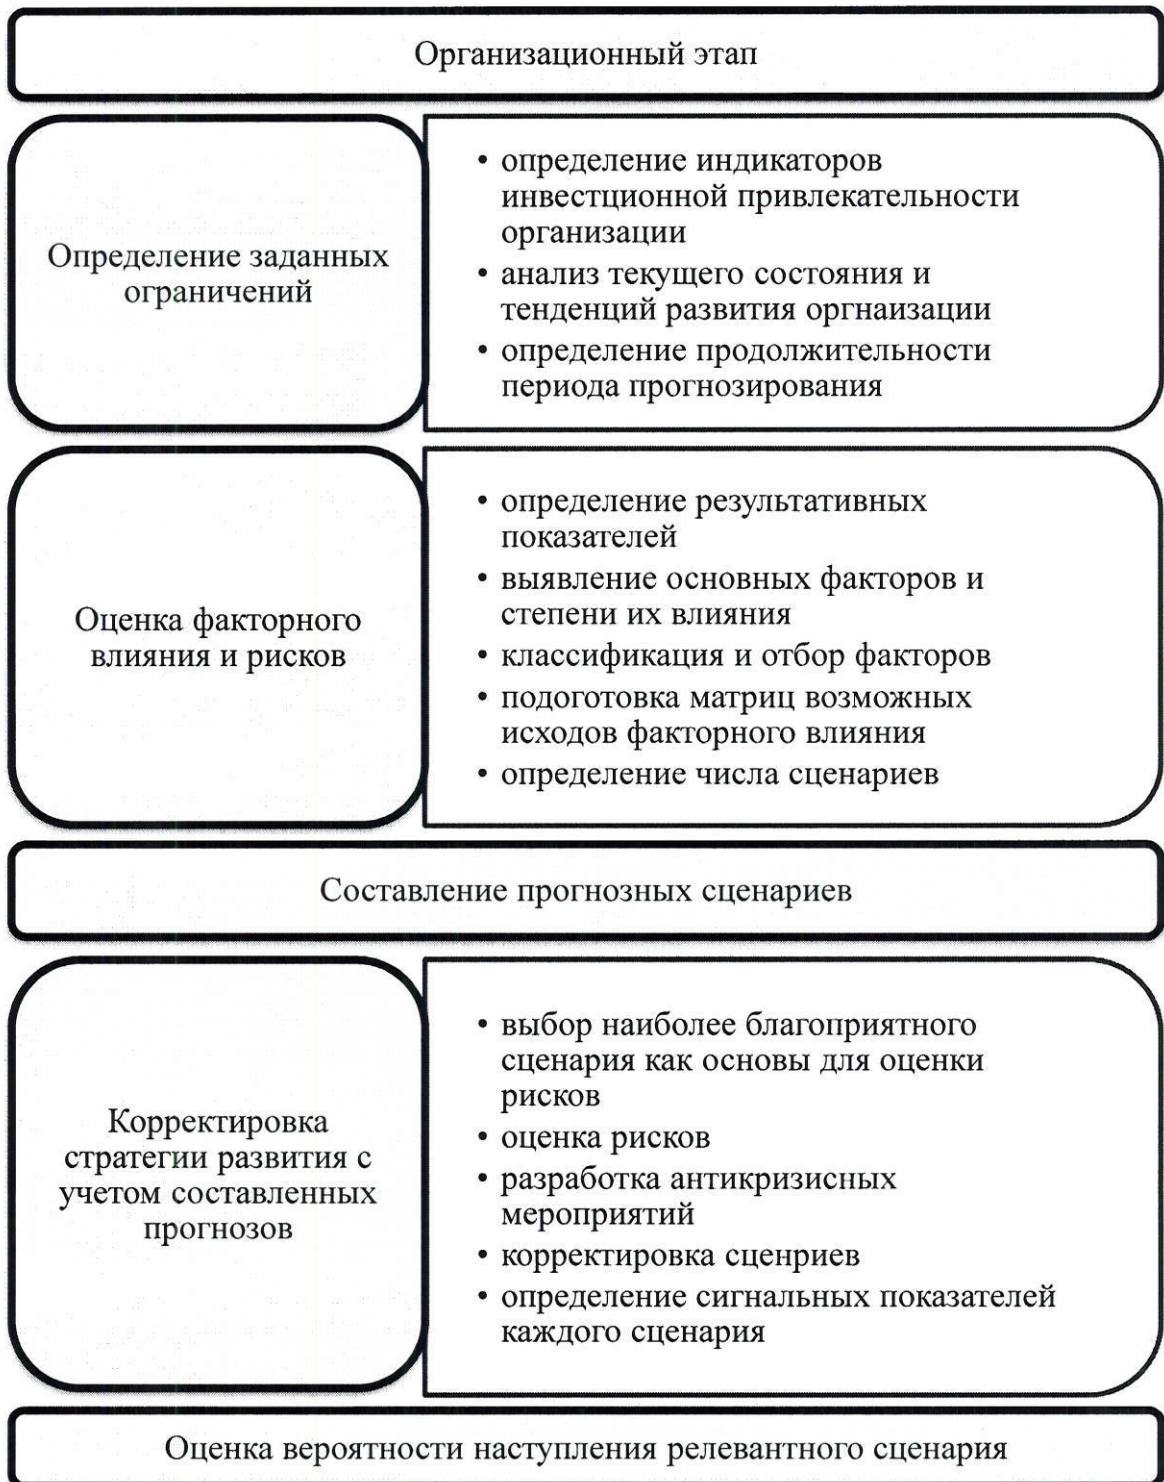 Организационный этап
Определение заданных
ограничений
• определение индикаторов
инвестционной привлекательности
организации
• анализ текущего состояния и
тенденций развития оргнаизации
• определение продолжительности
периода прогнозирования
Оценка факторного
влияния и рисков
• определение результативных
показателей
• выявление основных факторов и
степени их влияния
• классификация и отбор факторов
• подоготовка матриц возможных
исходов факторного влияния
• определение числа сценариев
Составление прогнозных сценариев
Корректировка
стратегии развития с
учетом составленных
прогнозов
• выбор наиболее благоприятного
сценария как основы для оценки
рисков
• оценка рисков
• разработка антикризисных
мероприятий
• корректировка сценриев
• определение сигнальных показателей
каждого сценария
Оценка вероятности наступления релевантного сценария